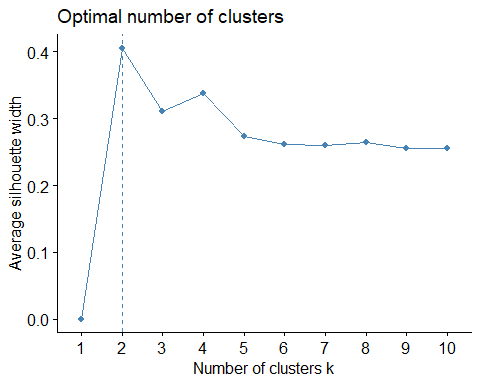 Optimal number of clusters
Average silhouette width
0.4
0.3
0.2
0.1
0.0
1 2 3 4 5 6 7 8 9 10
Number of clusters k